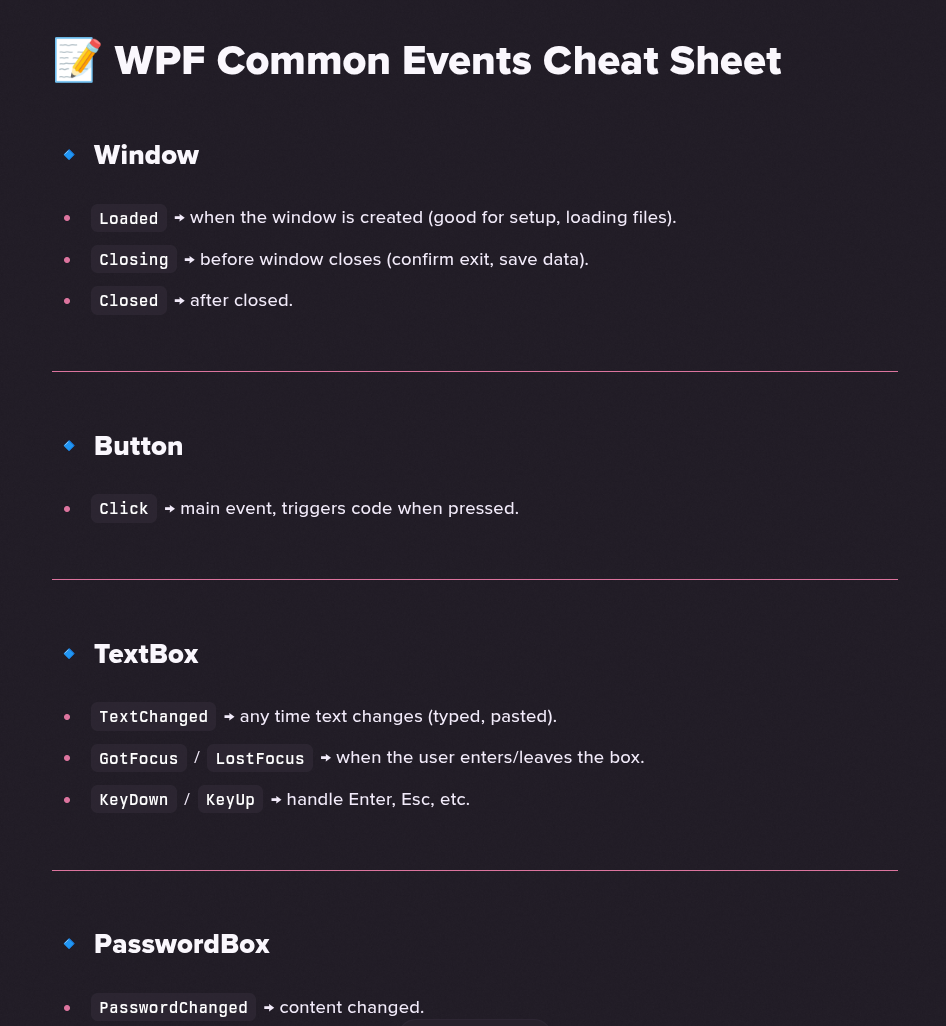 📝 WPF Common Events Cheat Sheet
🔹 Window
• Loaded → when the window is created (good for setup, loading files).
• Closing → before window closes (confirm exit, save data).
• Closed → after closed.
🔹 Button
• Click → main event, triggers code when pressed.
🔹 TextBox
• TextChanged → any time text changes (typed, pasted).
• GotFocus / LostFocus → when the user enters/leaves the box.
• KeyDown / KeyUp → handle Enter, Esc, etc.
🔹 PasswordBox
• PasswordChanged → content changed.